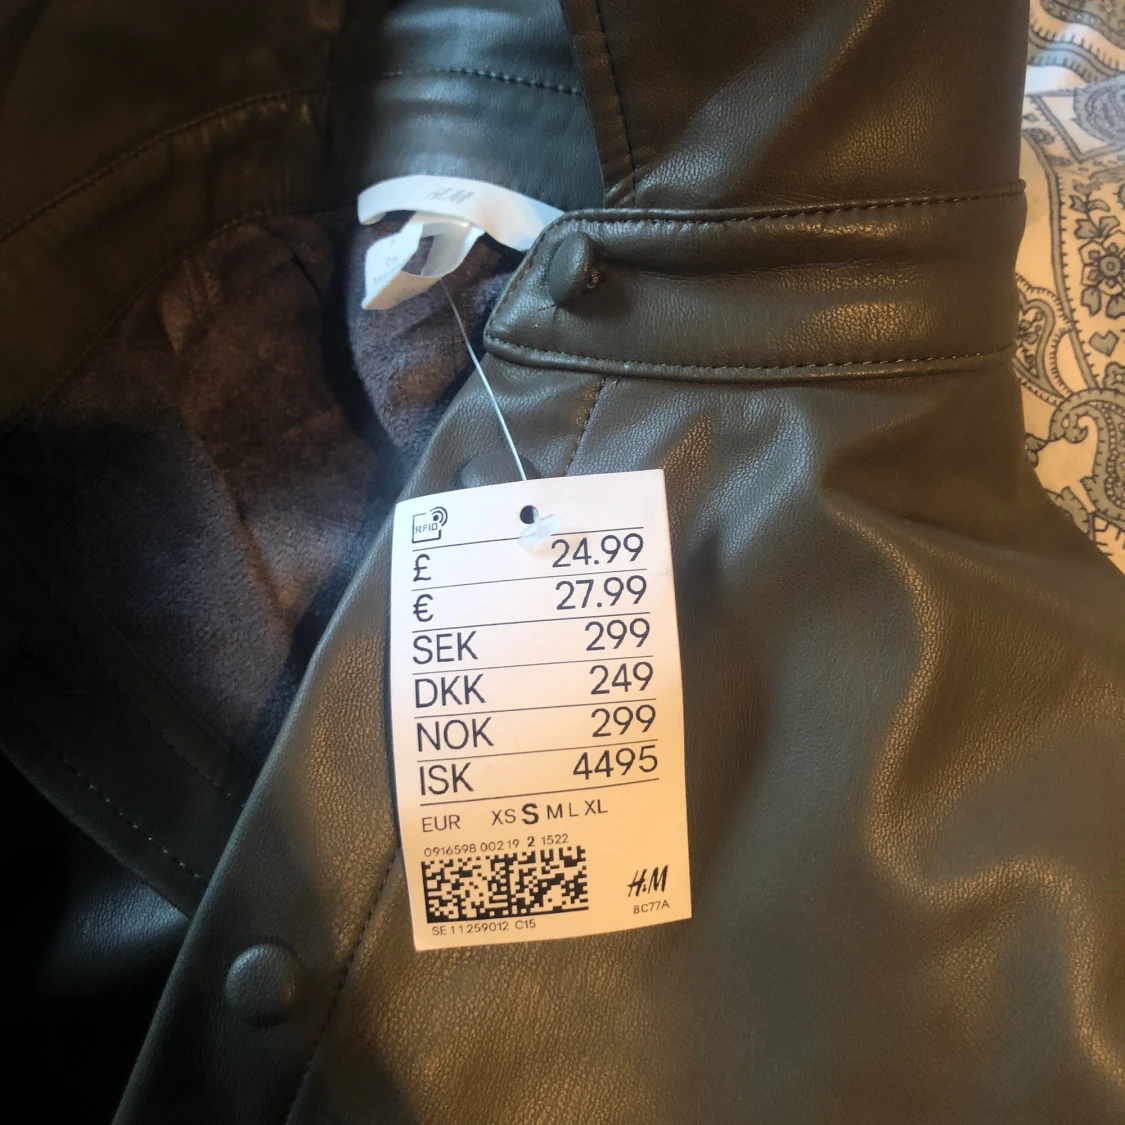 H&M
CN
RFID
£ 24.99
€ 27.99
SEK 299
DKK 249
NOK 299
ISK 4495
EUR XS S M L XL
0916598 002 19 2 1522
H&M
8C77A
SE 11259012 C15